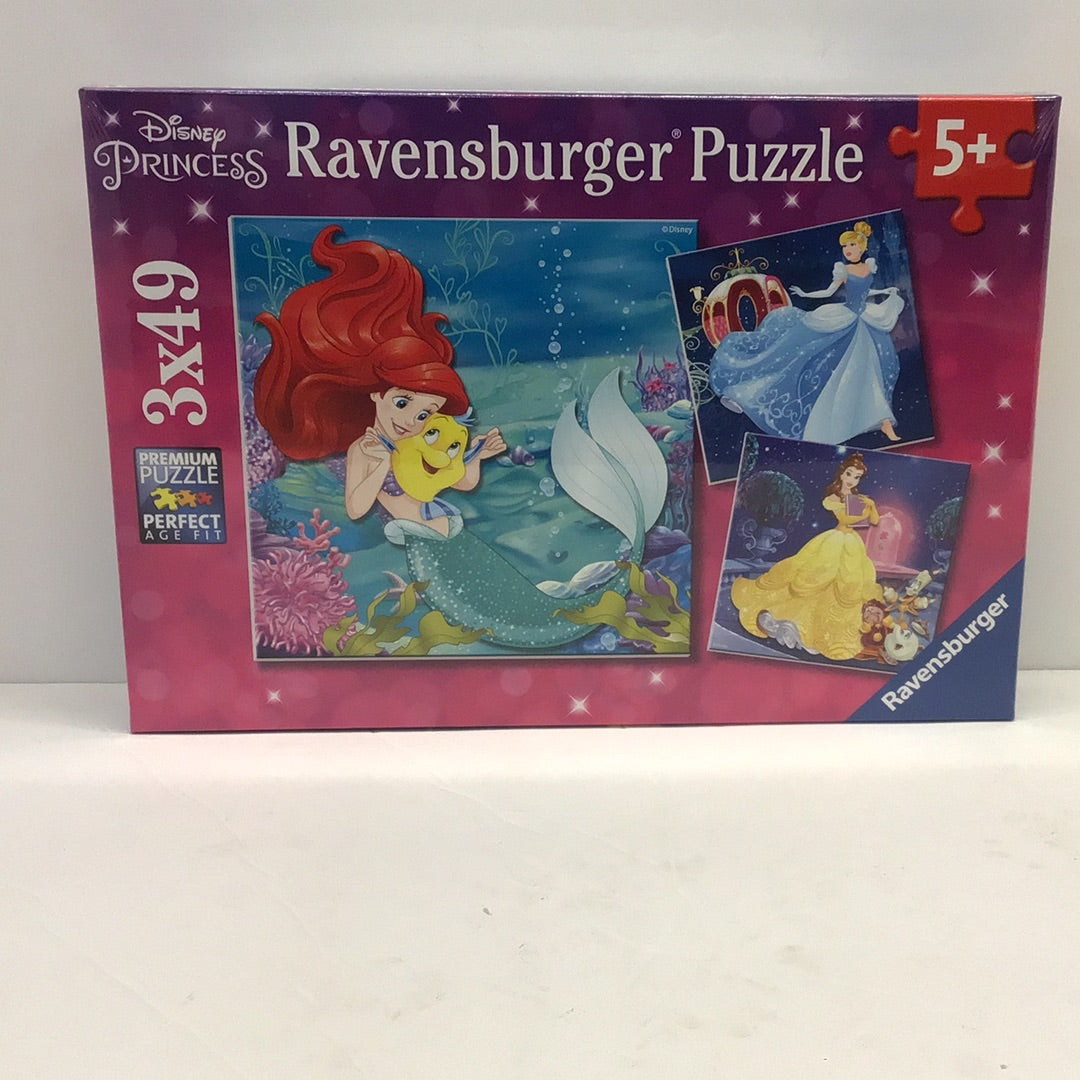 Disney
PRINCESS
Ravensburger® Puzzle
5+
3x49
©Disney
PREMIUM
PUZZLE
PERFECT
AGE FIT
Ravensburger